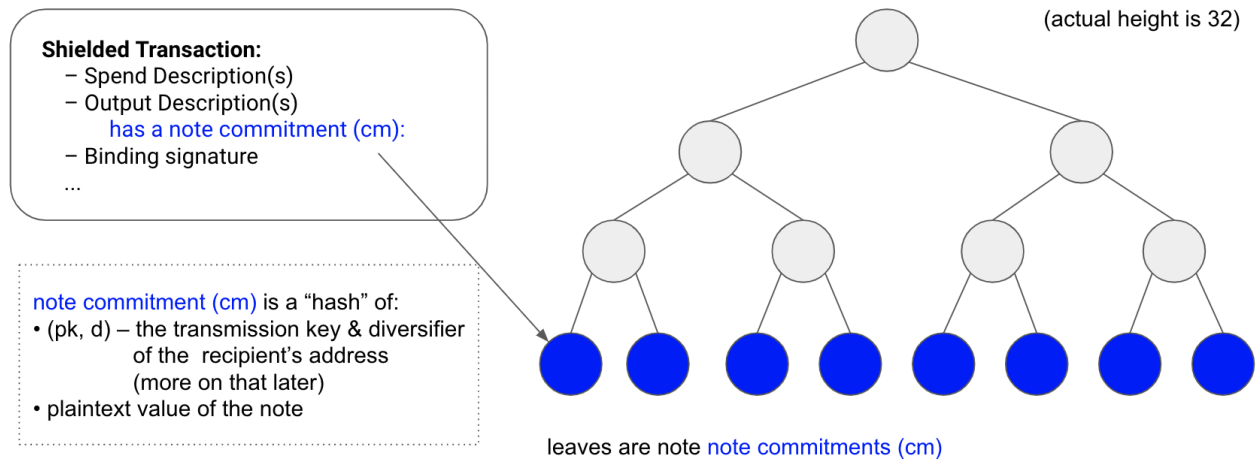 (actual height is 32)
Shielded Transaction:
– Spend Description(s)
– Output Description(s)
has a note commitment (cm):
– Binding signature
...
note commitment (cm) is a “hash” of:
• (pk, d) – the transmission key & diversifier
of the recipient’s address
(more on that later)
• plaintext value of the note
leaves are note note commitments (cm)